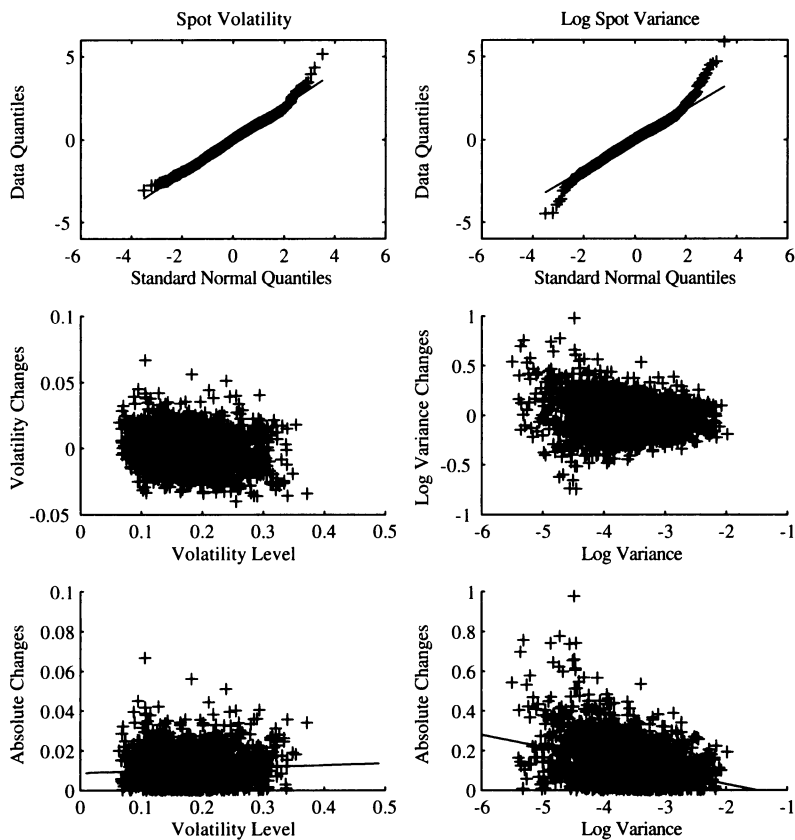 Spot Volatility
5
0
-5
Data Quantiles
-6 -4 -2 0 2 4 6
Standard Normal Quantiles
Log Spot Variance
5
0
-5
Data Quantiles
-6 -4 -2 0 2 4 6
Standard Normal Quantiles
0.1
0.05
0
-0.05
Volatility Changes
0 0.1 0.2 0.3 0.4 0.5
Volatility Level
1
0.5
0
-0.5
-1
Log Variance Changes
-6 -5 -4 -3 -2 -1
Log Variance
0.1
0.08
0.06
0.04
0.02
0
Absolute Changes
0 0.1 0.2 0.3 0.4 0.5
Volatility Level
1
0.8
0.6
0.4
0.2
0
Absolute Changes
-6 -5 -4 -3 -2 -1
Log Variance